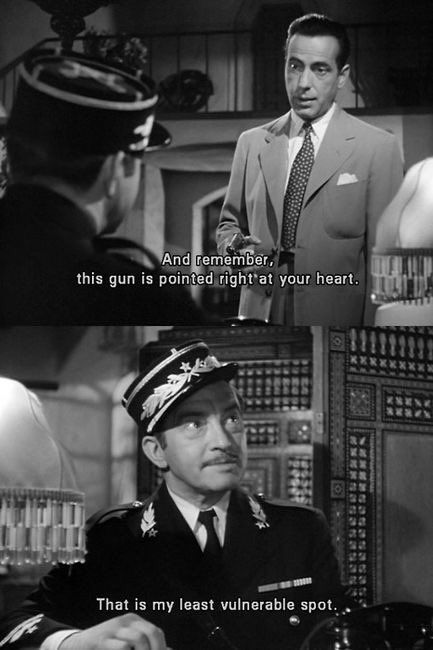 And remember,
this gun is pointed right at your heart.
That is my least vulnerable spot.